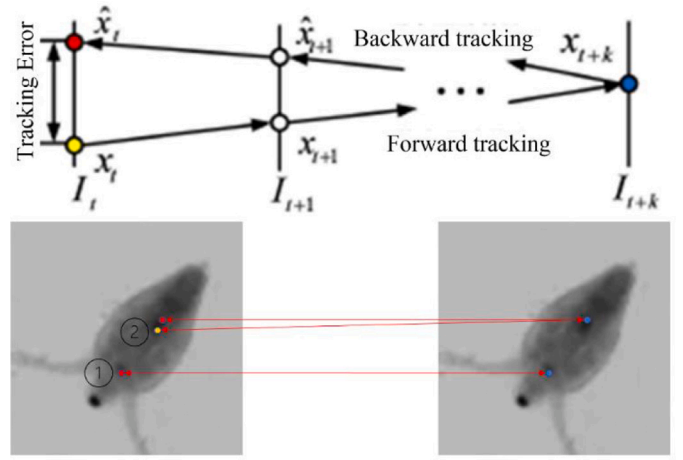 x̂ₜ
x̂ₜ₊₁
Backward tracking
xₜ₊ₖ
Tracking Error
...
xₜ
xₜ₊₁
Forward tracking
Iₜ
Iₜ₊₁
Iₜ₊ₖ
2
1